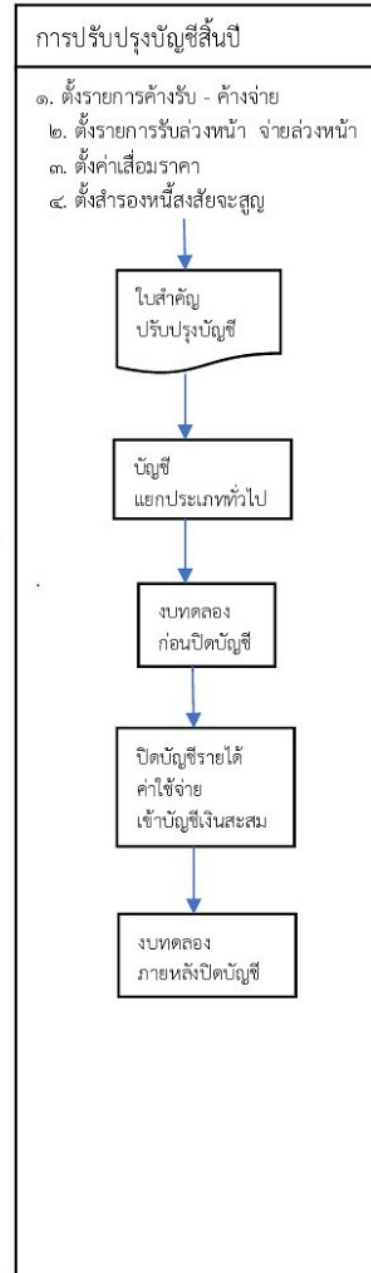 การปรับปรุงบัญชีสิ้นปี
๑. ตั้งรายการค้างรับ - ค้างจ่าย
๒. ตั้งรายการรับล่วงหน้า จ่ายล่วงหน้า
๓. ตั้งค่าเสื่อมราคา
๔. ตั้งสำรองหนี้สงสัยจะสูญ
ใบสำคัญ
ปรับปรุงบัญชี
บัญชี
แยกประเภททั่วไป
งบทดลอง
ก่อนปิดบัญชี
ปิดบัญชีรายได้
ค่าใช้จ่าย
เข้าบัญชีเงินสะสม
งบทดลอง
ภายหลังปิดบัญชี